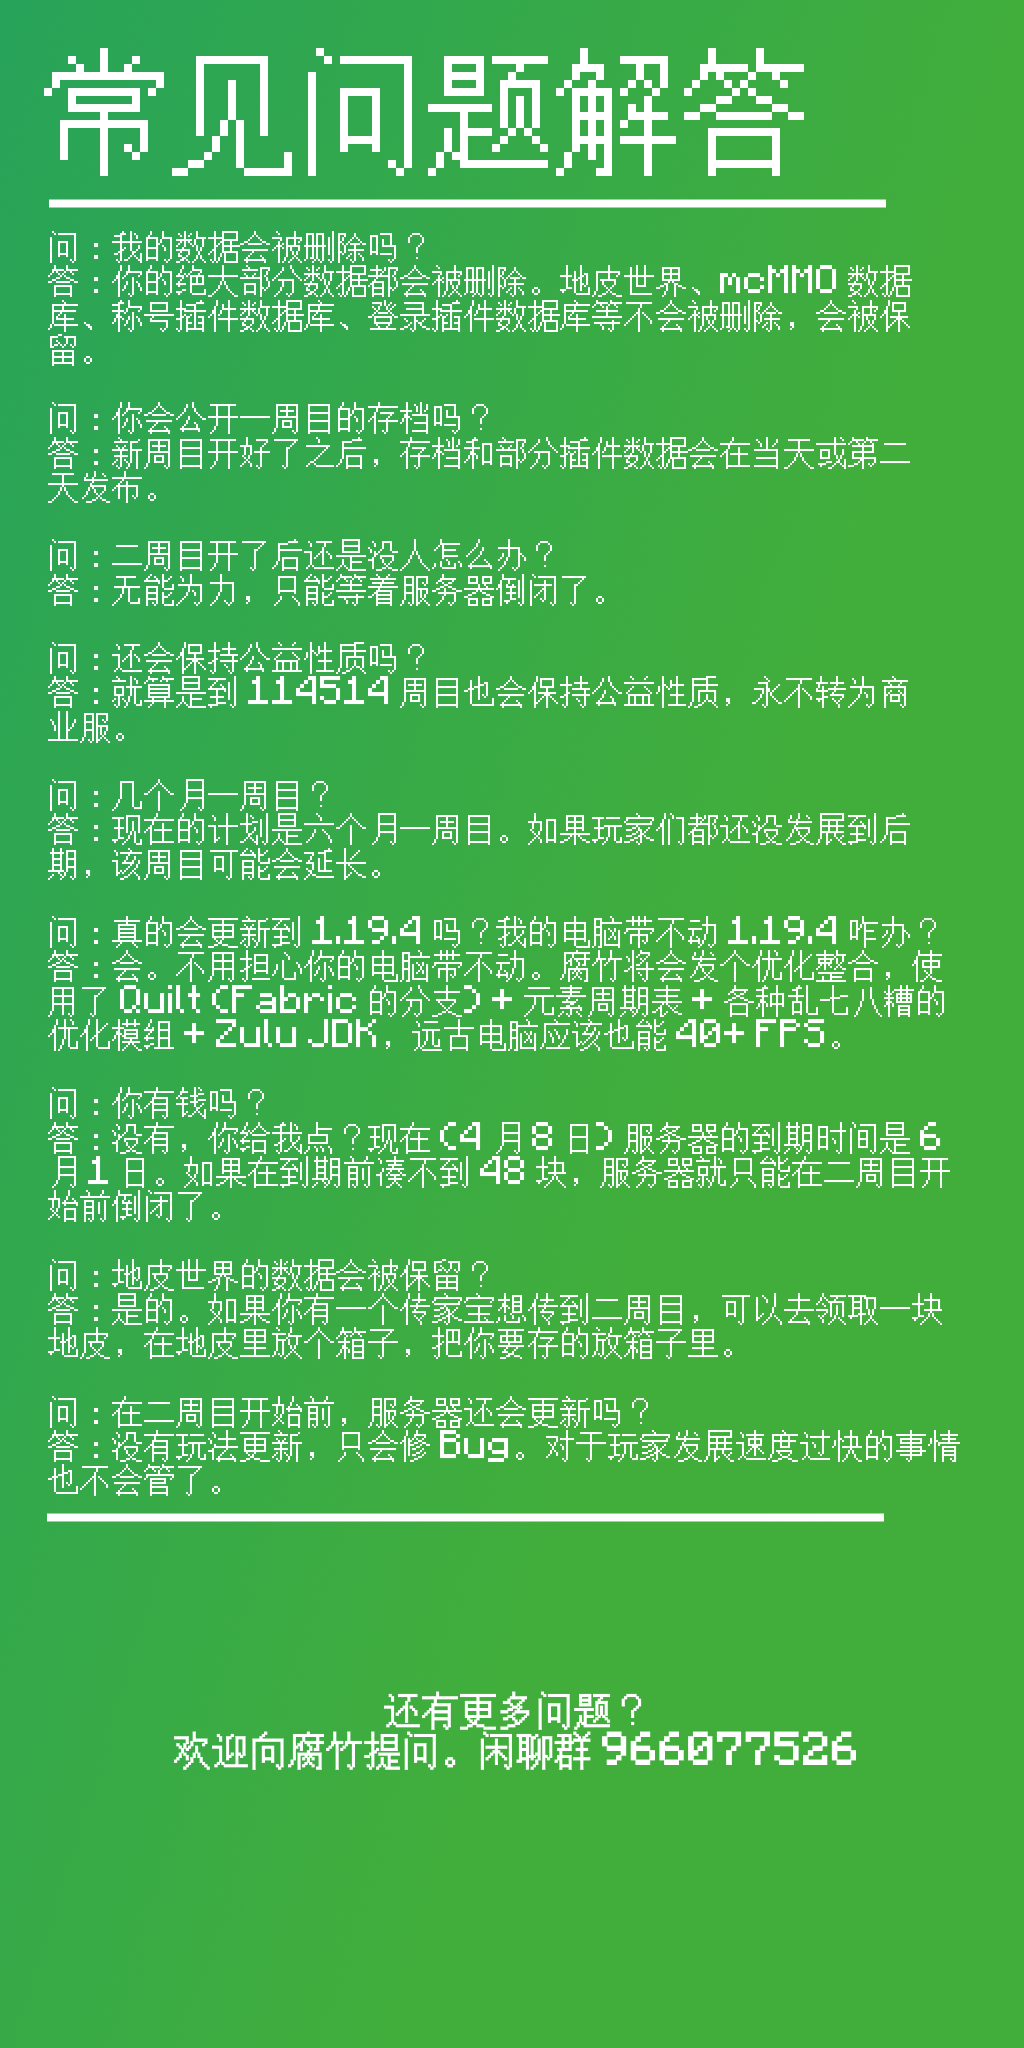 常见问题解答
问：我的数据会被删除吗？
答：你的绝大部分数据都会被删除。地皮世界、mcMMO 数据
库、称号插件数据库、登录插件数据库等不会被删除，会被保
留。
问：你会公开一周目的存档吗？
答：新周目开好了之后，存档和部分插件数据会在当天或第二
天发布。
问：二周目开了后还是没人怎么办？
答：无能为力，只能等着服务器倒闭了。
问：还会保持公益性质吗？
答：就算是到 114514 周目也会保持公益性质，永不转为商
业服。
问：几个月一周目？
答：现在的计划是六个月一周目。如果玩家们都还没发展到后
期，该周目可能会延长。
问：真的会更新到 1.19.4 吗？我的电脑带不动 1.19.4 咋办？
答：会。不用担心你的电脑带不动。腐竹将会发个优化整合，使
用了 Quilt (Fabric 的分支) + 元素周期表 + 各种乱七八糟的
优化模组 + Zulu JDK，远古电脑应该也能 40+ FPS。
问：你有钱吗？
答：没有，你给我点？现在 (4 月 8 日) 服务器的到期时间是 6
月 1 日。如果在到期前凑不到 48 块，服务器就只能在二周目开
始前倒闭了。
问：地皮世界的数据会被保留？
答：是的。如果你有一个传家宝想传到二周目，可以去领取一块
地皮，在地皮里放个箱子，把你要存的放箱子里。
问：在二周目开始前，服务器还会更新吗？
答：没有玩法更新，只会修 Bug。对于玩家发展速度过快的事情
也不会管了。
还有更多问题？
欢迎向腐竹提问。闲聊群 966077526